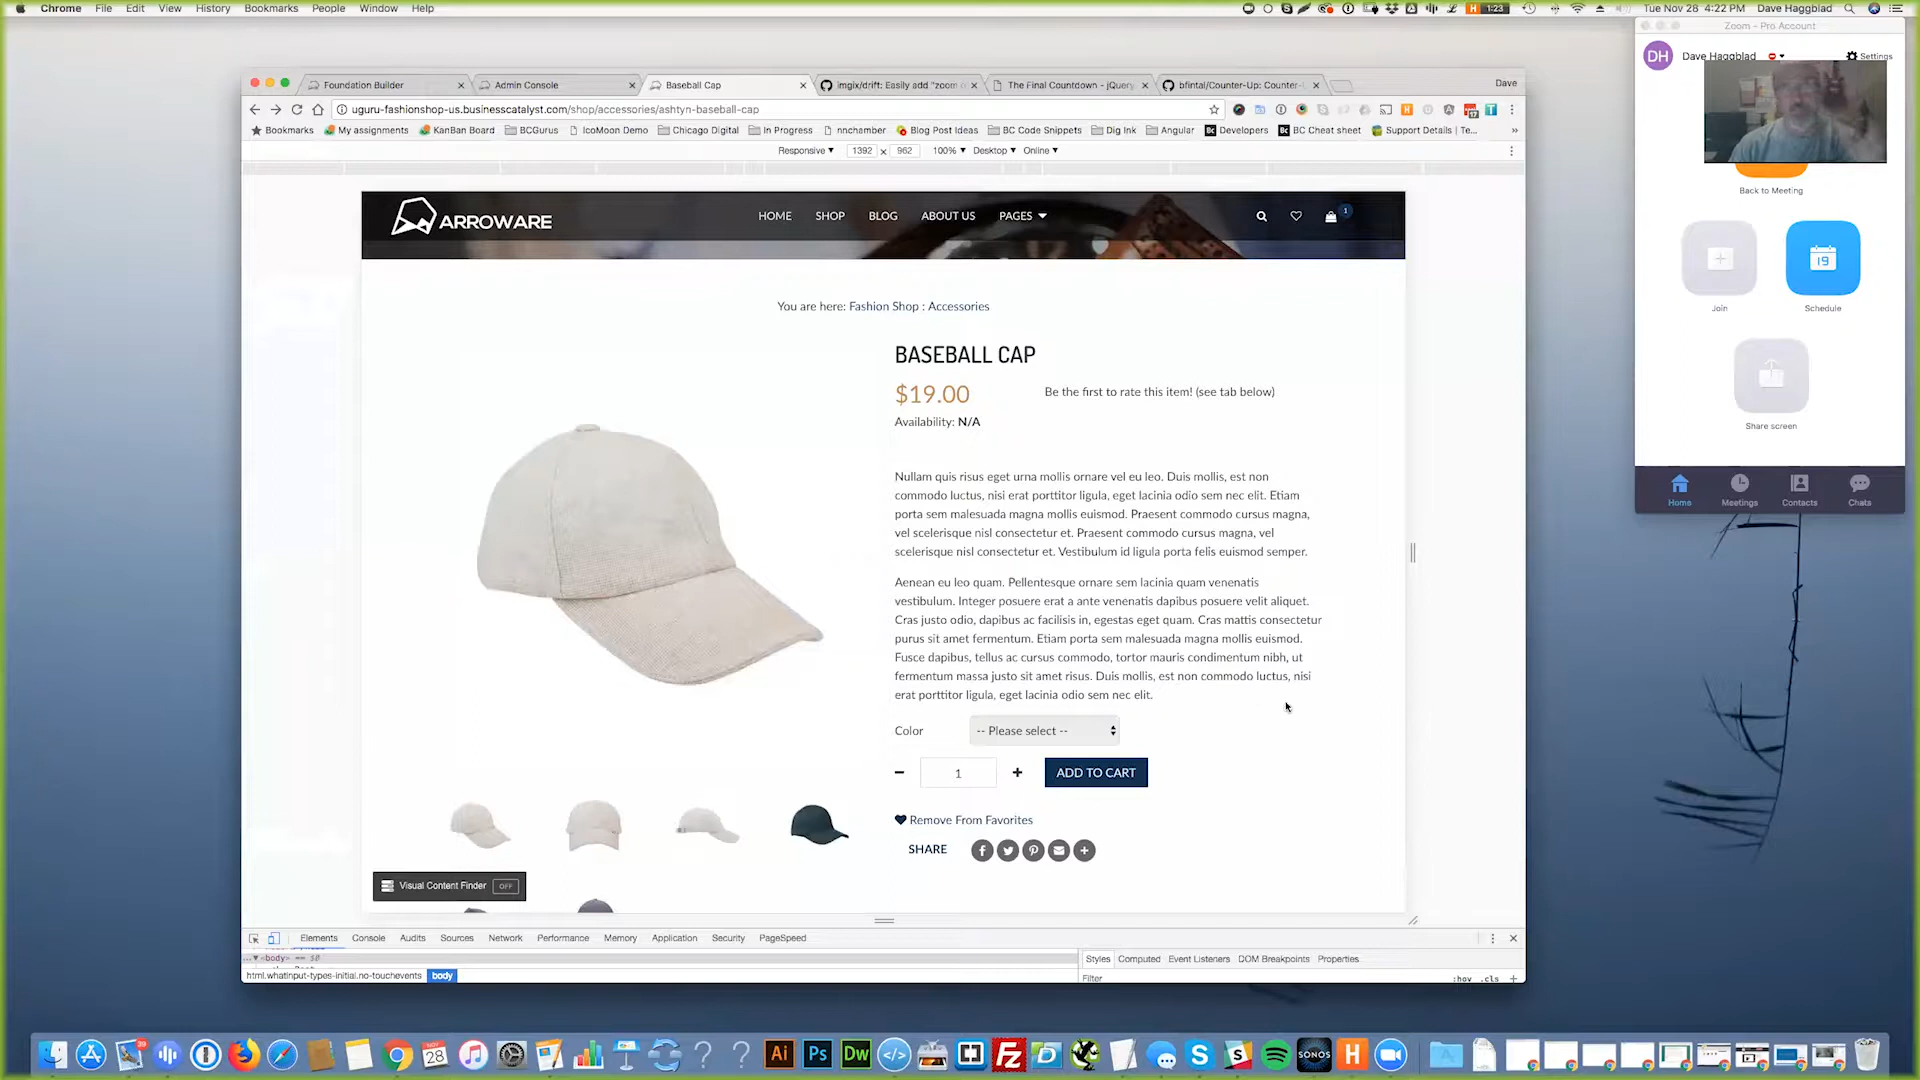 Chrome File Edit View History Bookmarks People Window Help
1:23 Tue Nov 28 4:22 PM Dave Haggblad
Zoom - Pro Account
DH Dave Haggblad Settings
Back to Meeting
19
Join Schedule
Share screen
Home Meetings Contacts Chats
Foundation Builder Admin Console Baseball Cap imgix/drift: Easily add "zoom o The Final Countdown - jQuery bfintal/Counter-Up: Counter- Dave
uguru-fashionshop-us.businesscatalyst.com/shop/accessories/ashtyn-baseball-cap
Bookmarks My assignments KanBan Board BCGurus IcoMoon Demo Chicago Digital In Progress nnchamber Blog Post Ideas BC Code Snippets Dig Ink Angular Developers BC Cheat sheet Support Details | Te... »
Responsive 1392 x 962 100% Desktop Online
ARROWARE HOME SHOP BLOG ABOUT US PAGES 1
You are here: Fashion Shop : Accessories
BASEBALL CAP
$19.00 Be the first to rate this item! (see tab below)
Availability: N/A
Nullam quis risus eget urna mollis ornare vel eu leo. Duis mollis, est non
commodo luctus, nisi erat porttitor ligula, eget lacinia odio sem nec elit. Etiam
porta sem malesuada magna mollis euismod. Praesent commodo cursus magna,
vel scelerisque nisl consectetur et. Praesent commodo cursus magna, vel
scelerisque nisl consectetur et. Vestibulum id ligula porta felis euismod semper.
Aenean eu leo quam. Pellentesque ornare sem lacinia quam venenatis
vestibulum. Integer posuere erat a ante venenatis dapibus posuere velit aliquet.
Cras justo odio, dapibus ac facilisis in, egestas eget quam. Cras mattis consectetur
purus sit amet fermentum. Etiam porta sem malesuada magna mollis euismod.
Fusce dapibus, tellus ac cursus commodo, tortor mauris condimentum nibh, ut
fermentum massa justo sit amet risus. Duis mollis, est non commodo luctus, nisi
erat porttitor ligula, eget lacinia odio sem nec elit.
Color -- Please select --
− 1 + ADD TO CART
Remove From Favorites
SHARE
Visual Content Finder OFF
Elements Console Audits Sources Network Performance Memory Application Security PageSpeed
...▼<body> == $0
html.whatinput-types-initial.no-touchevents body
Styles Computed Event Listeners DOM Breakpoints Properties
Filter :hov .cls +
NOV 28 Ai Ps Dw Fz SONOS H